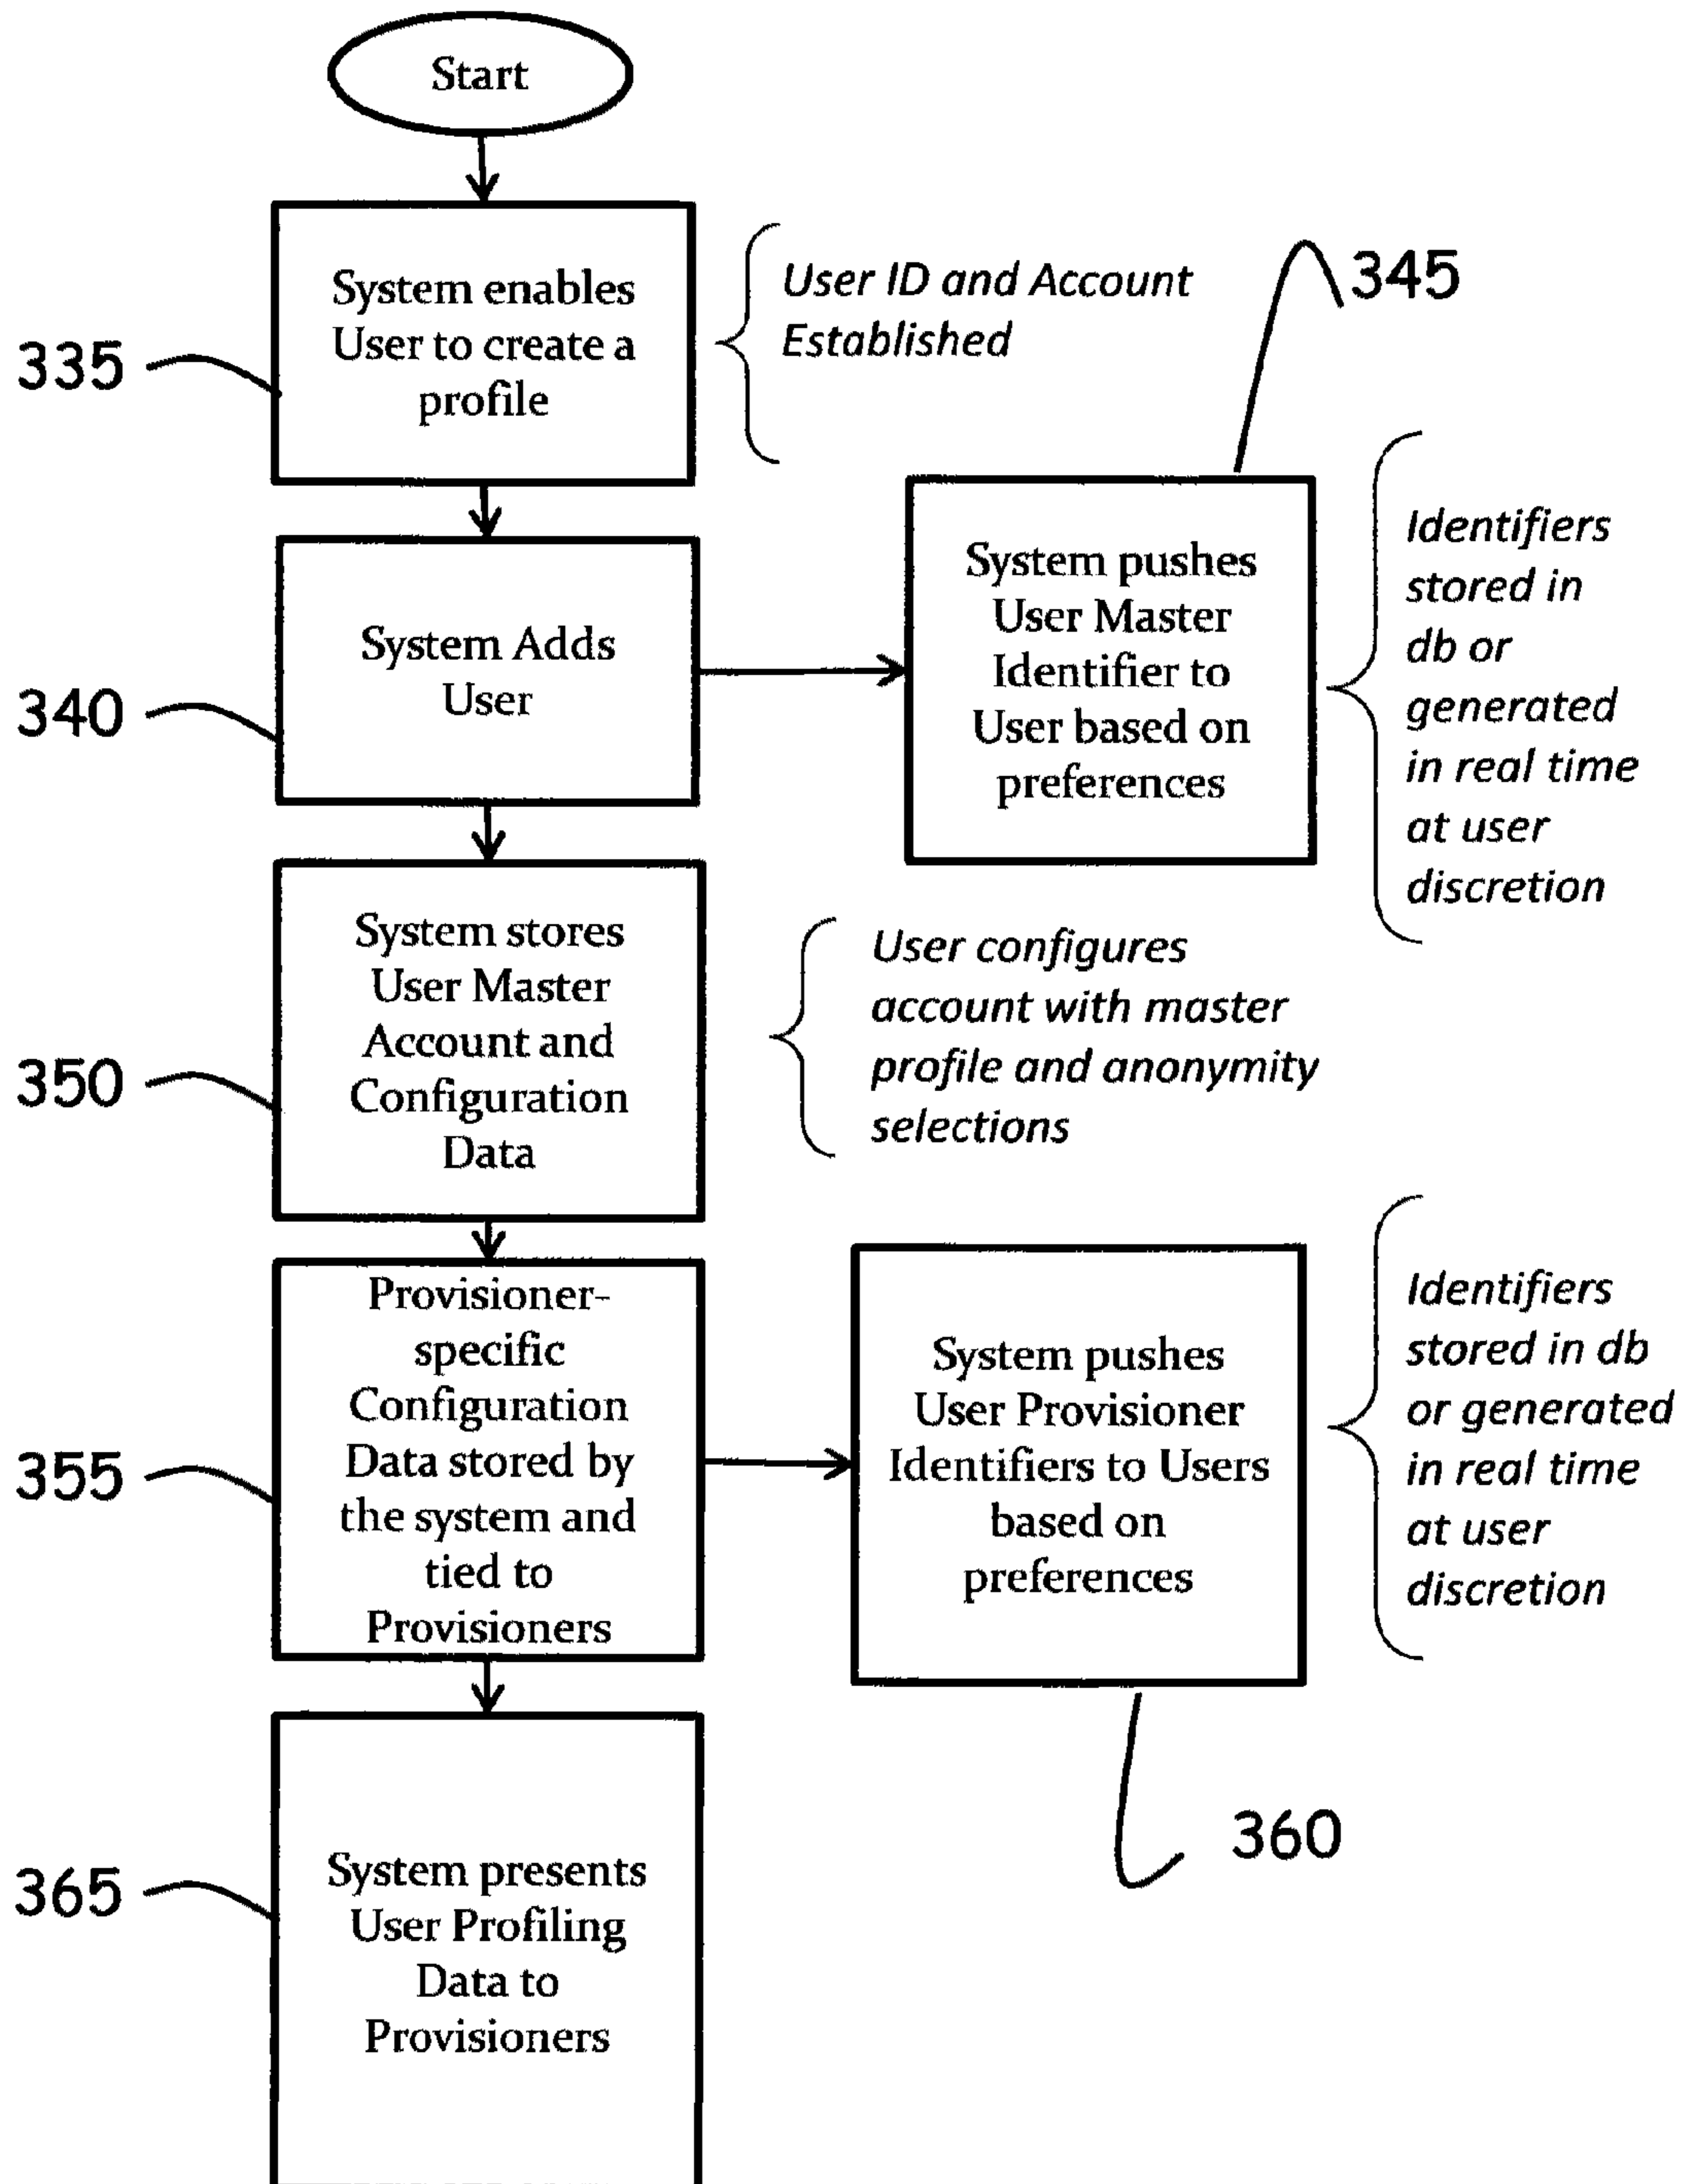 Start
System enables
User to create a
profile
335
User ID and Account
Established
345
System Adds
User
340
System pushes
User Master
Identifier to
User based on
preferences
Identifiers
stored in
db or
generated
in real time
at user
discretion
System stores
User Master
Account and
Configuration
Data
350
User configures
account with master
profile and anonymity
selections
Provisioner-
specific
Configuration
Data stored by
the system and
tied to
Provisioners
355
System pushes
User Provisioner
Identifiers to Users
based on
preferences
Identifiers
stored in db
or generated
in real time
at user
discretion
360
System presents
User Profiling
Data to
Provisioners
365